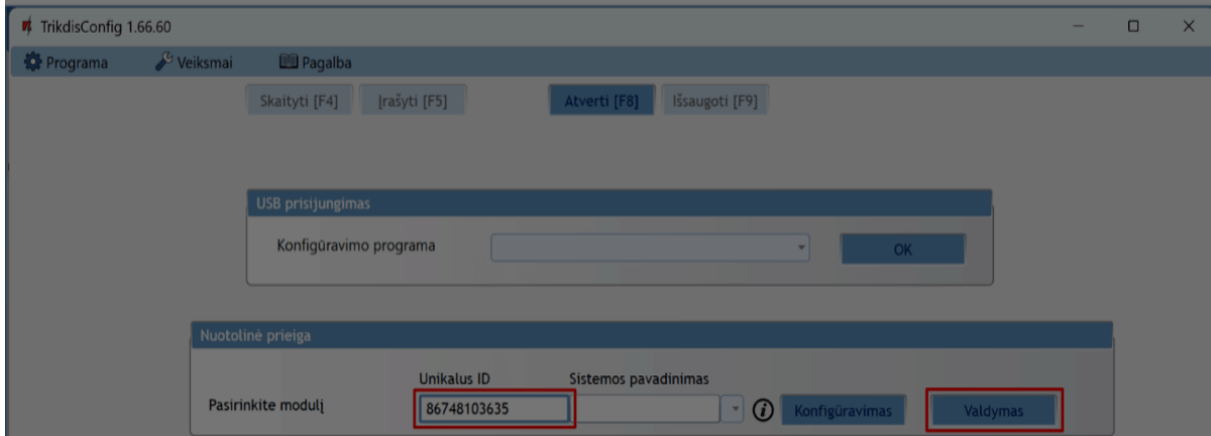 TrikdisConfig 1.66.60
Programa Veiksmai Pagalba
Skaityti [F4] Įrašyti [F5] Atverti [F8] Išsaugoti [F9]
USB prisijungimas
Konfigūravimo programa OK
Nuotolinė prieiga
Unikalus ID Sistemos pavadinimas
Pasirinkite modulį 86748103635 Konfigūravimas Valdymas